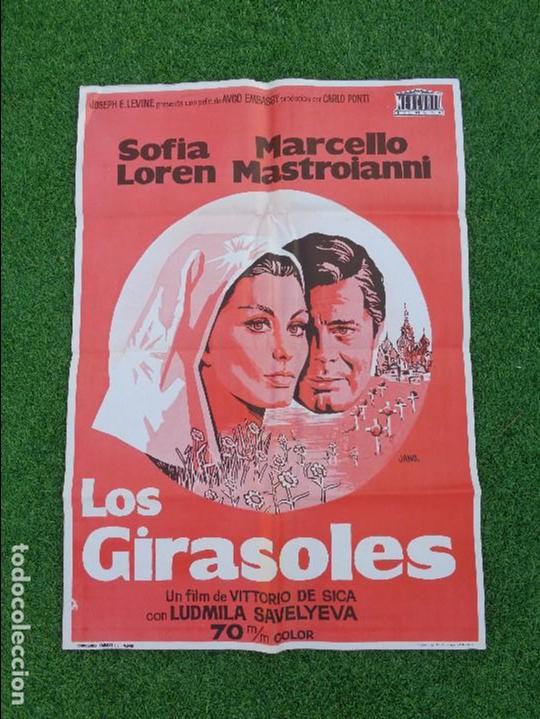 JOSEPH E. LEVINE presenta una película AVCO EMBASSY producida por CARLO PONTI
MERCURIO
Sofia Marcello
Loren Mastroianni
JANO.
Los
Girasoles
Un film de VITTORIO DE SICA
con LUDMILA SAVELYEVA
70 m/m COLOR
todocoleccion